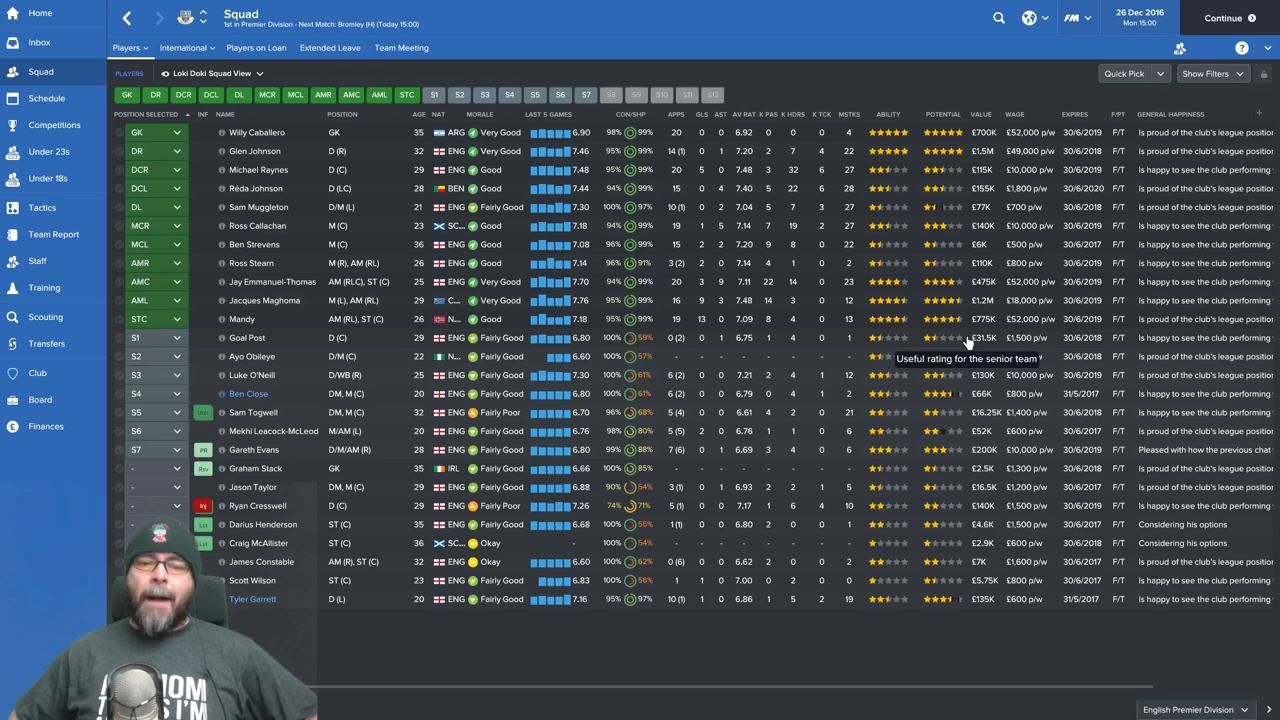 Home
Inbox
Squad
Schedule
Competitions
Under 23s
Under 18s
Tactics
Team Report
Staff
Training
Scouting
Transfers
Club
Board
Finances
Squad
1st in Premier Division - Next Match: Bromley (H) (Today 15:00)
FM
26 Dec 2016
Mon 15:00
Continue
Players International Players on Loan Extended Leave Team Meeting
PLAYERS Loki Doki Squad View Quick Pick Show Filters
GK DR DCR DCL DL MCR MCL AMR AMC AML STC S1 S2 S3 S4 S5 S6 S7 S8 S9 S10 S11 S12
POSITION SELECTED INF NAME POSITION AGE NAT MORALE LAST 5 GAMES CON/SHP APPS GLS AST AV RAT K PAS K HDRS K TCK MSTKS ABILITY POTENTIAL VALUE WAGE EXPIRES F/PT GENERAL HAPPINESS
GK Willy Caballero GK 35 ARG Very Good 6.90 98% 99% 20 0 0 6.92 0 0 0 4 £700K £52,000 p/w 30/6/2019 F/T Is proud of the club's league position
DR Glen Johnson D (R) 32 ENG Very Good 7.46 95% 99% 14 (1) 0 1 7.20 2 7 4 22 £1.5M £49,000 p/w 30/6/2018 F/T Is proud of the club's league position
DCR Michael Raynes D (C) 29 ENG Good 7.48 95% 99% 20 5 0 7.48 3 32 6 27 £115K £10,000 p/w 30/6/2019 F/T Is happy to see the club performing
DCL Réda Johnson D (LC) 28 BEN Good 7.44 94% 99% 15 0 4 7.40 5 22 6 28 £155K £1,800 p/w 30/6/2020 F/T Is happy to see the club performing
DL Sam Muggleton D/M (L) 21 ENG Fairly Good 7.30 100% 97% 10 (1) 0 2 7.04 5 7 3 27 £77K £700 p/w 30/6/2018 F/T Is happy to see the club performing
MCR Ross Callachan M (C) 23 SC... Good 7.18 94% 99% 19 1 5 7.14 7 19 2 27 £140K £10,000 p/w 30/6/2019 F/T Is happy to see the club performing
MCL Ben Strevens M (C) 36 ENG Good 7.08 96% 99% 15 2 2 7.20 9 8 0 22 £6K £500 p/w 30/6/2017 F/T Is happy to see the club performing
AMR Ross Stearn M (R), AM (RL) 26 ENG Good 7.14 96% 91% 3 (2) 0 2 7.14 4 1 0 2 £110K £800 p/w 30/6/2019 F/T Is happy to see the club performing
AMC Jay Emmanuel-Thomas AM (RLC), ST (C) 25 ENG Very Good 7.70 94% 99% 20 3 9 7.11 22 14 0 23 £475K £32,000 p/w 30/6/2018 F/T Is happy to see the club performing
AML Jacques Maghoma M (L), AM (RL) 29 C... Very Good 7.76 95% 99% 16 9 3 7.48 14 3 0 12 £1.2M £18,000 p/w 30/6/2019 F/T Is happy to see the club performing
STC Mandy AM (RL), ST (C) 26 N... Good 7.18 95% 99% 19 13 0 7.09 8 4 0 13 £775K £52,000 p/w 30/6/2019 F/T Is happy to see the club performing
S1 Goal Post D (C) 29 ENG Fairly Good 6.80 100% 59% 3 (2) 0 1 6.75 1 4 0 1 £31.5K £1,500 p/w 30/6/2018 F/T Is happy to see the club performing
S2 Ayo Obileye D/M (C) 22 N... Fairly Good 6.60 100% 57% - - - - - - - - 30/6/2018 F/T Is proud of the club's league position
Useful rating for the senior team
S3 Luke O'Neill D/WB (R) 25 ENG Fairly Good 7.30 100% 61% 6 (2) 0 2 7.21 2 4 1 12 £130K £10,000 p/w 30/6/2019 F/T Is happy to see the club performing
S4 Ben Close DM, M (C) 20 ENG Fairly Good 6.80 100% 61% 6 (2) 0 0 6.79 0 4 1 2 £66K £800 p/w 31/5/2017 F/T Is happy to see the club performing
S5 Unh Sam Togwell DM, M (C) 32 ENG Fairly Poor 6.70 96% 68% 5 (4) 0 0 6.61 4 2 0 21 £16.25K £1,400 p/w 30/6/2018 F/T Is happy to see the club performing
S6 Mekhi Leacock-McLeod M/AM (L) 20 ENG Fairly Good 6.76 98% 80% 5 (5) 2 0 6.76 1 1 0 6 £52K £600 p/w 30/6/2017 F/T Is happy to see the club performing
S7 PR Gareth Evans D/M/AM (R) 28 ENG Fairly Good 6.80 99% 88% 7 (6) 0 1 6.69 3 4 0 6 £200K £10,000 p/w 30/6/2019 F/T Pleased with how the previous chat
- Rsv Graham Stack GK 35 IRL Fairly Good 6.66 100% 85% - - - - - - - - £2.5K £1,300 p/w 30/6/2018 F/T Is proud of the club's league position
- Jason Taylor DM, M (C) 29 ENG Fairly Good 6.88 90% 54% 3 (1) 0 1 6.93 2 2 1 5 £16.5K £1,200 p/w 30/6/2018 F/T Is proud of the club's league position
- Inj Ryan Cresswell D (C) 29 ENG Fairly Poor 7.26 74% 71% 9 0 0 7.17 1 6 4 10 £140K £1,500 p/w 30/6/2018 F/T Is proud of the club's league position
Lst Darius Henderson ST (C) 35 ENG Fairly Good 6.68 100% 55% 1 (1) 0 0 6.80 2 0 0 1 £4.6K £1,500 p/w 30/6/2017 F/T Considering his options
Lst Craig McAllister ST (C) 36 SC... Okay - 100% 54% - - - - - - - - £2.9K £600 p/w 30/6/2017 F/T Considering his options
James Constable AM (R), ST (C) 32 ENG Okay 6.60 100% 62% 0 (6) 0 0 6.62 2 0 0 2 £7K £1,600 p/w 30/6/2018 F/T Is proud of the club's league position
Scott Wilson ST (C) 23 ENG Fairly Good 6.83 100% 56% 1 1 0 7.00 0 0 0 0 £5.75K £800 p/w 30/6/2017 F/T Is happy to see the club performing
Tyler Garrett D (L) 20 ENG Fairly Good 7.16 95% 97% 10 (1) 1 0 6.86 1 5 2 19 £135K £600 p/w 31/5/2017 F/T Is happy to see the club performing
English Premier Division